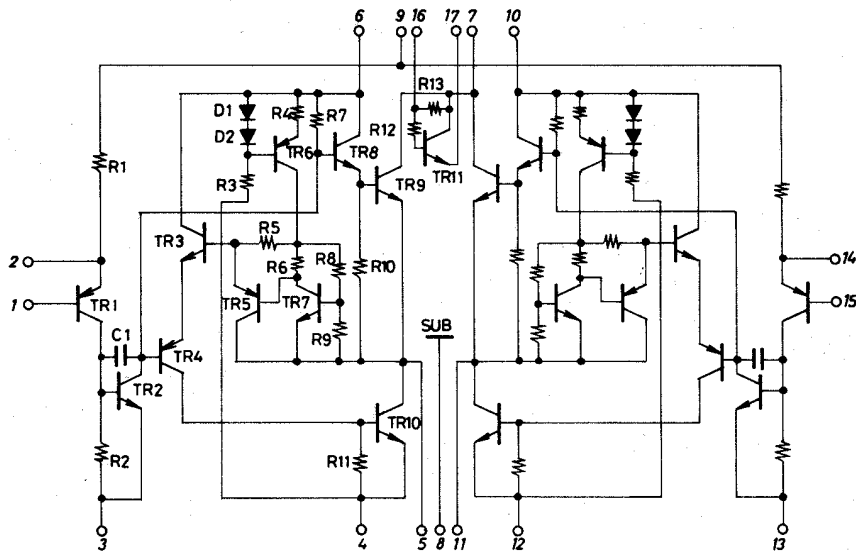 6 9 16 17 7 10
R13
D1 R4 R7
D2 R12
TR6 TR8 TR11
R1 R3 TR9
TR3 R5
2 R6 R8 R10 14
1 TR1 TR5 TR7 15
R9 SUB
C1
TR4
TR2
TR10
R2 R11
3 4 5 8 11 12 13